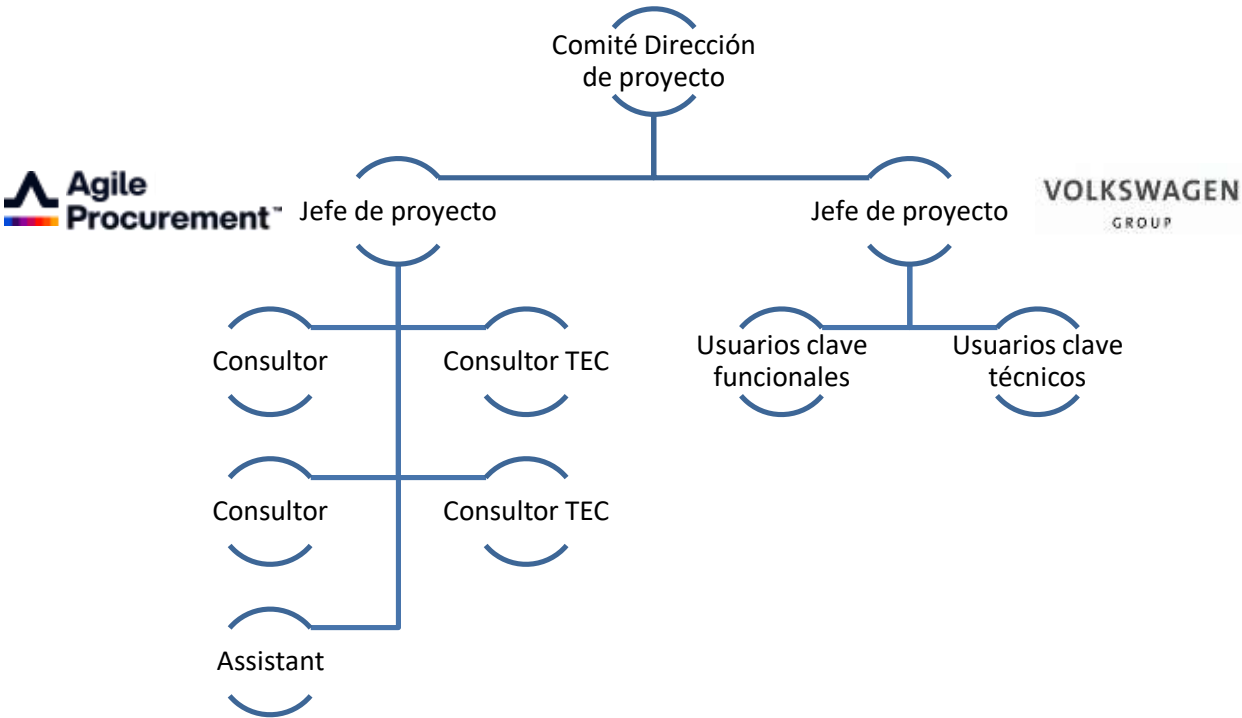 Comité Dirección
de proyecto
Agile
Procurement™
Jefe de proyecto
Jefe de proyecto
VOLKSWAGEN
GROUP
Consultor
Consultor TEC
Usuarios clave
funcionales
Usuarios clave
técnicos
Consultor
Consultor TEC
Assistant